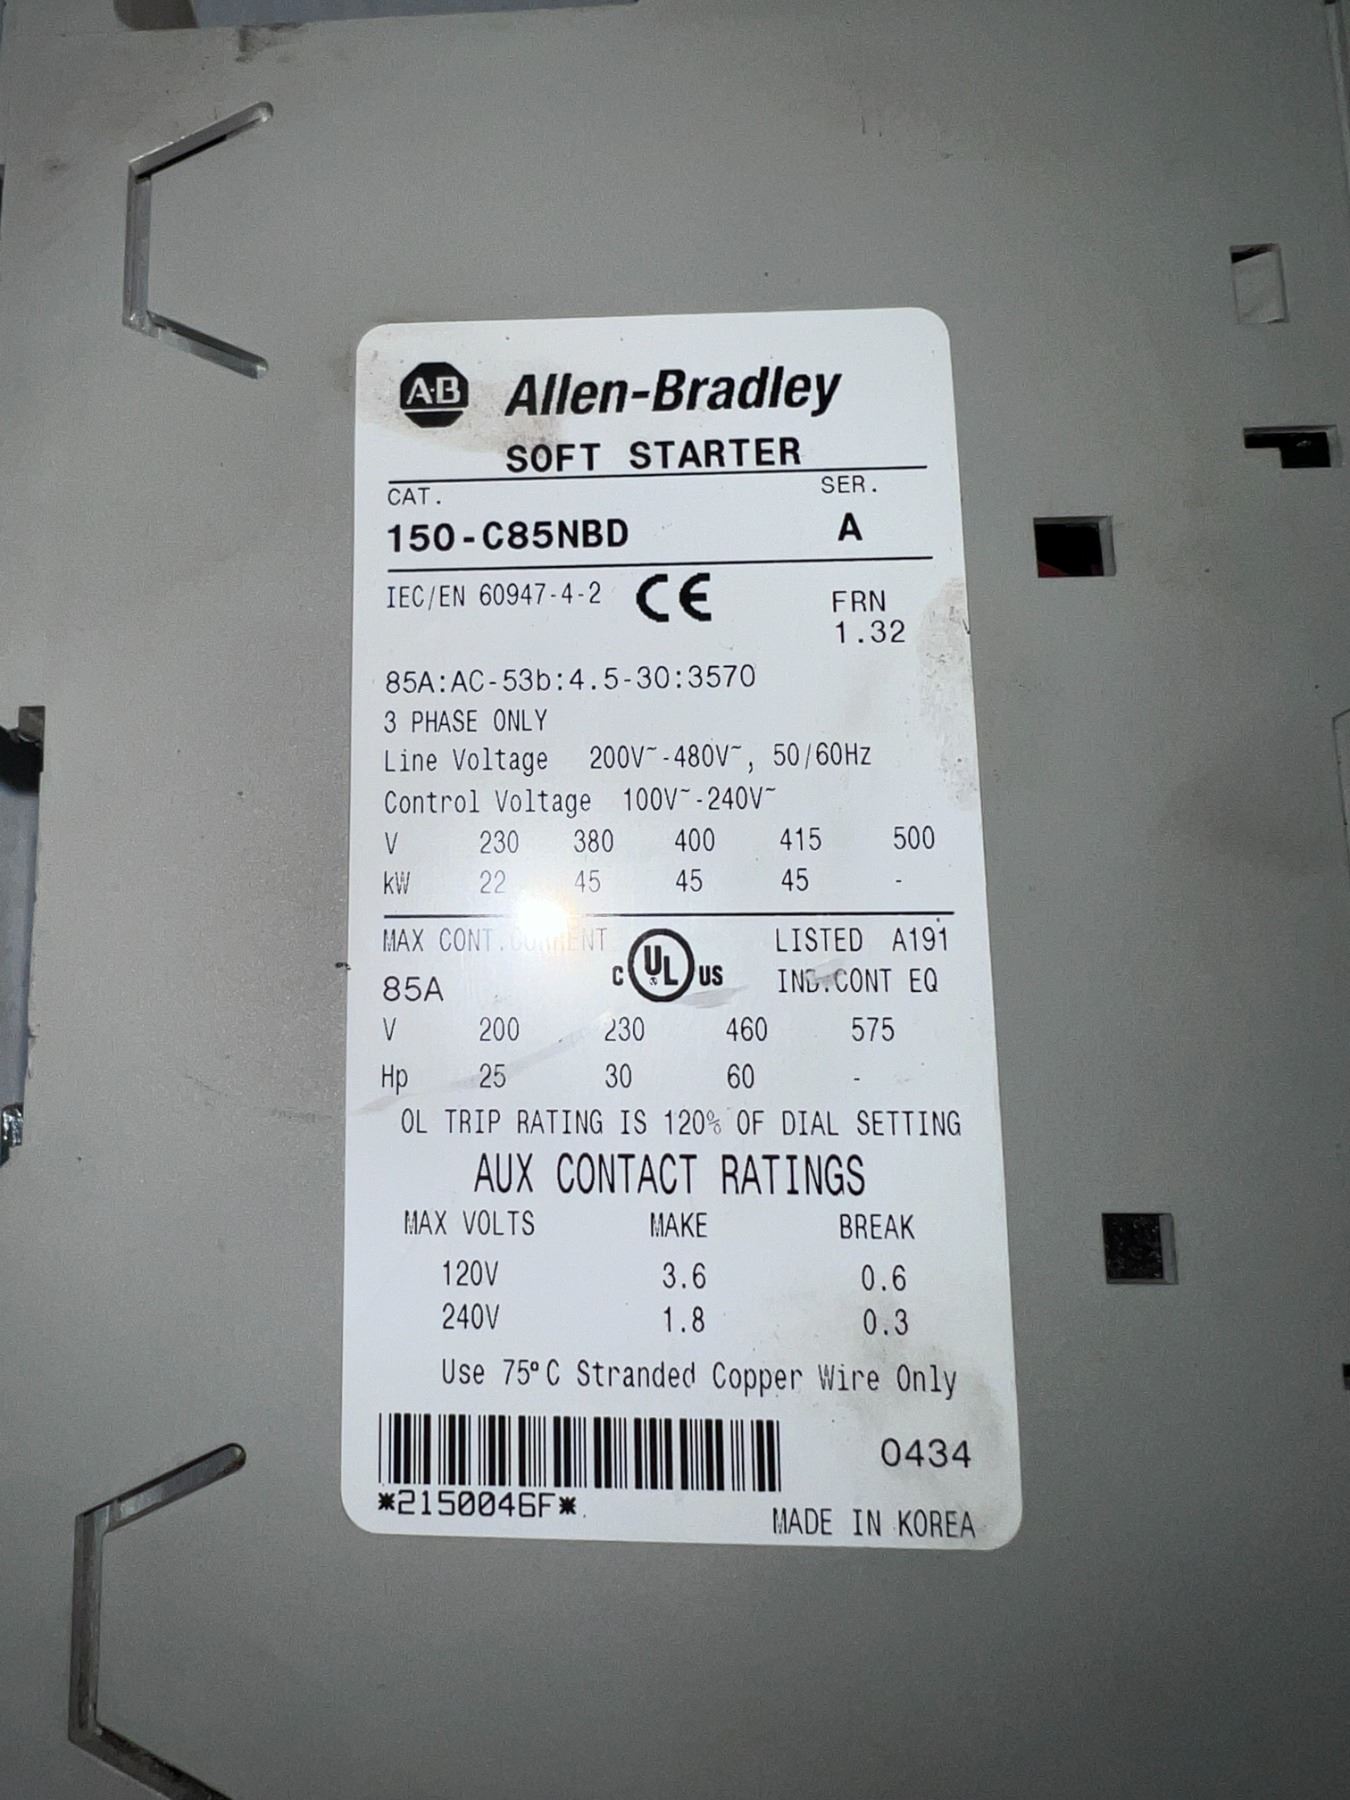 A-B Allen-Bradley
SOFT STARTER
CAT. SER.
150-C85NBD A
IEC/EN 60947-4-2 CE FRN
1.32
85A:AC-53b:4.5-30:3570
3 PHASE ONLY
Line Voltage 200V~-480V~, 50/60Hz
Control Voltage 100V~-240V~
V 230 380 400 415 500
kW 22 45 45 45 -
MAX CONT.CURRENT LISTED A191
85A C UL US IND.CONT EQ
V 200 230 460 575
Hp 25 30 60 -
OL TRIP RATING IS 120% OF DIAL SETTING
AUX CONTACT RATINGS
MAX VOLTS MAKE BREAK
120V 3.6 0.6
240V 1.8 0.3
Use 75°C Stranded Copper Wire Only
0434
*2150046F*
MADE IN KOREA